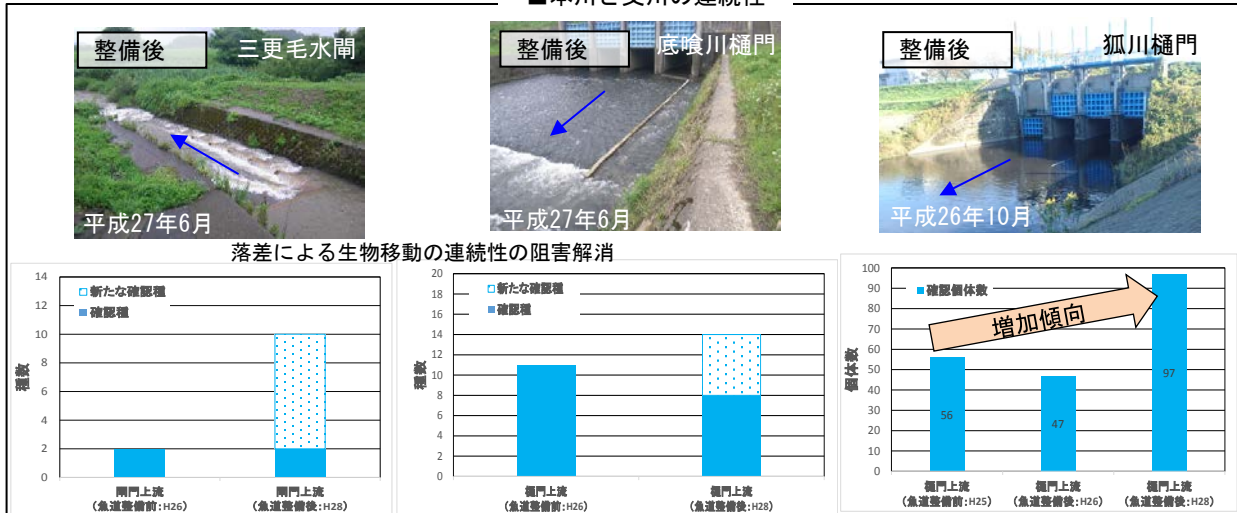 整備後
三更毛水閘
平成27年6月
整備後
底喰川樋門
平成27年6月
整備後
狐川樋門
平成26年10月
落差による生物移動の連続性の阻害解消
14
12
10
8
6
4
2
0
種数
新たな確認種
確認種
閘門上流
(魚道整備前:H26)
閘門上流
(魚道整備後:H28)
20
18
16
14
12
10
8
6
4
2
0
種数
新たな確認種
確認種
樋門上流
(魚道整備前:H26)
樋門上流
(魚道整備後:H28)
100
90
80
70
60
50
40
30
20
10
0
個体数
確認個体数
増加傾向
56
47
97
樋門上流
(魚道整備前:H25)
樋門上流
(魚道整備後:H26)
樋門上流
(魚道整備後:H28)